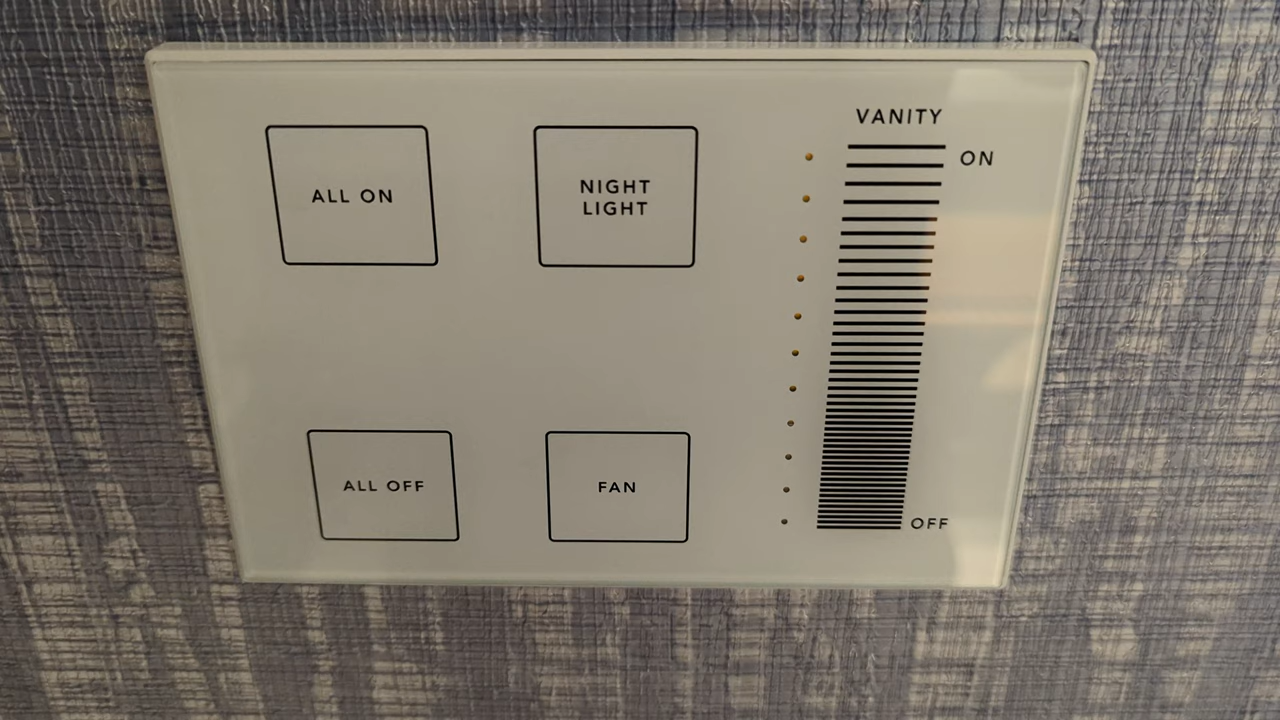 VANITY
ON
ALL ON
NIGHT
LIGHT
ALL OFF
FAN
OFF